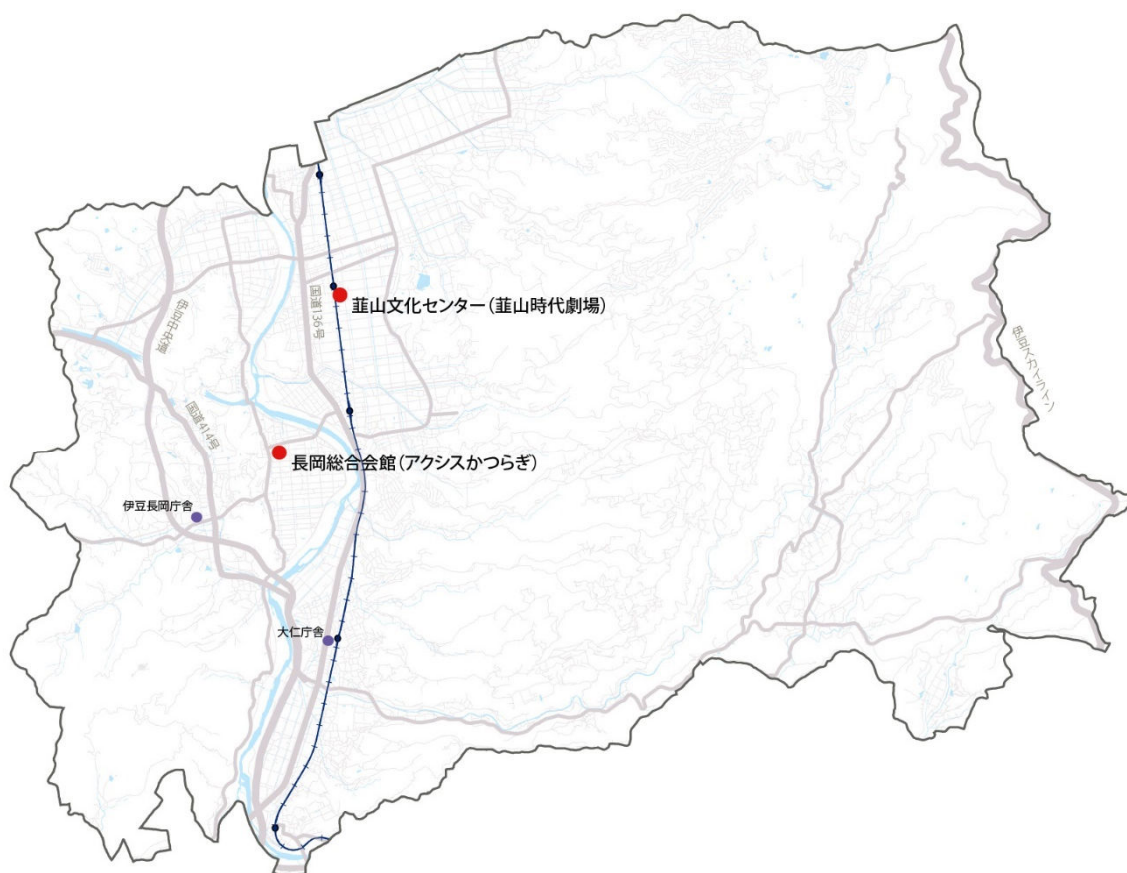 国道136号
韮山文化センター（韮山時代劇場）
伊豆中央道
伊豆スカイライン
国道414号
長岡総合会館（アクシスかつらぎ）
伊豆長岡庁舎
大仁庁舎